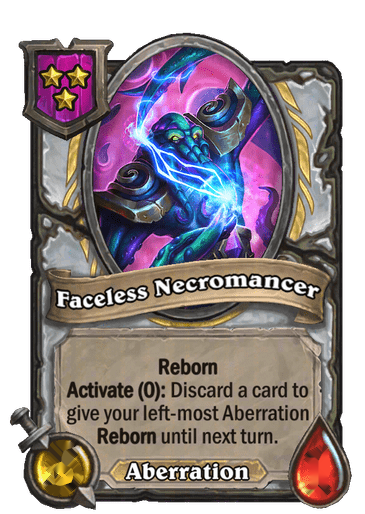 Faceless Necromancer
Reborn
Activate (0): Discard a card to
give your left-most Aberration
Reborn until next turn.
Aberration